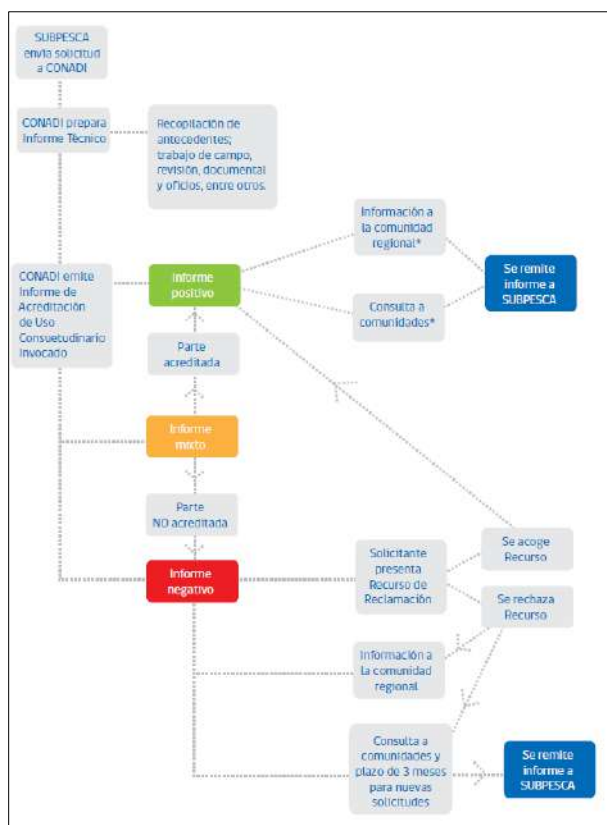 SUBPESCA
envía solicitud
a CONADI
CONADI prepara
Informe Técnico
Recopilación de
antecedentes;
trabajo de campo,
revisión, documental
y oficios, entre otros.
Información a
la comunidad
regional*
CONADI emite
Informe de
Acreditación
de Uso
Consuetudinario
Invocado
Informe
positivo
Se remite
informe a
SUBPESCA
Consulta a
comunidades*
Parte
acreditada
Informe
mixto
Parte
NO acreditada
Informe
negativo
Solicitante
presenta
Recurso de
Reclamación
Se acoge
Recurso
Se rechaza
Recurso
Información a
la comunidad
regional
Consulta a
comunidades y
plazo de 3 meses
para nuevas
solicitudes
Se remite
informe a
SUBPESCA